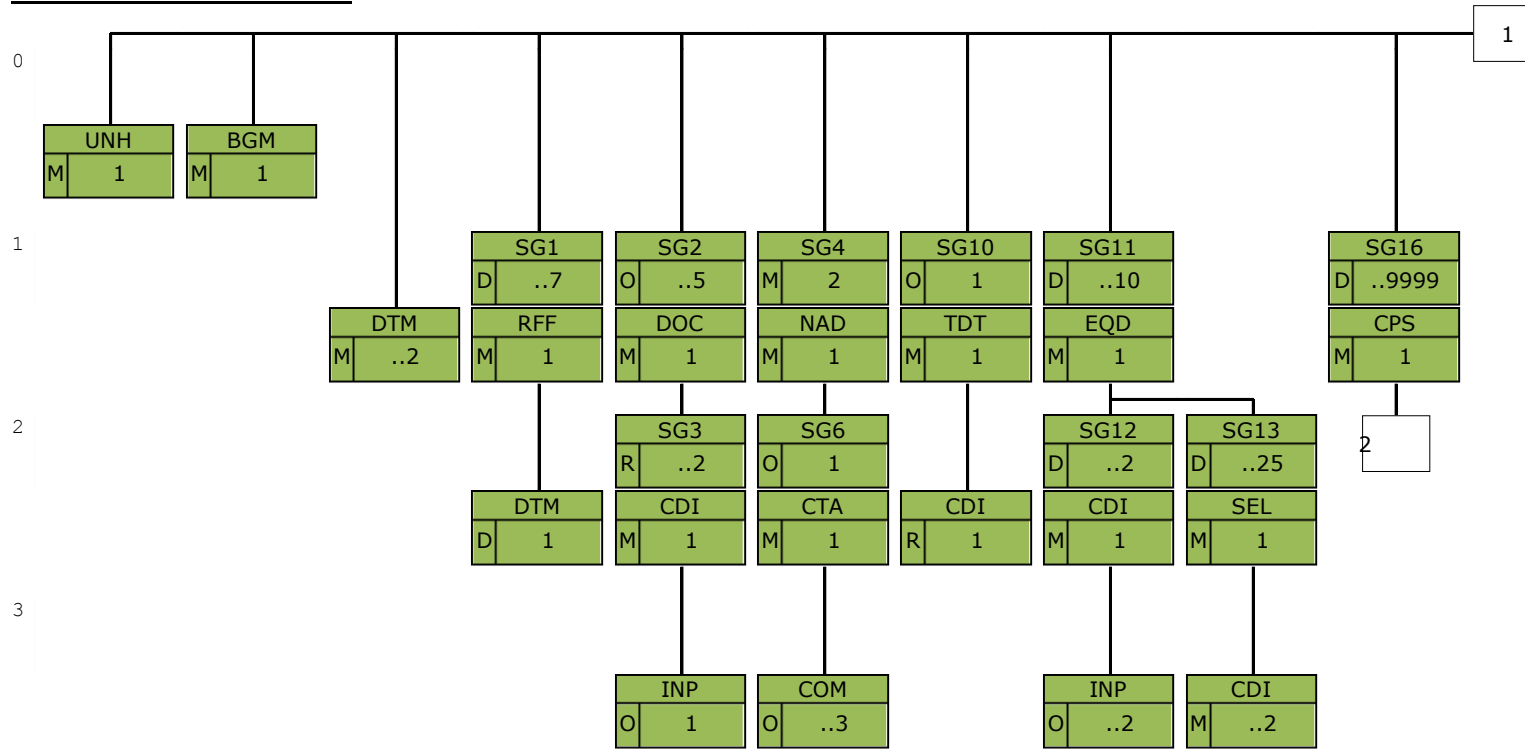 1
0
UNH BGM
M 1 M 1
1
SG1 SG2 SG4 SG10 SG11 SG16
D ..7 O ..5 M 2 O 1 D ..10 D ..9999
DTM RFF DOC NAD TDT EQD CPS
M ..2 M 1 M 1 M 1 M 1 M 1 M 1
2
SG3 SG6 SG12 SG13
R ..2 O 1 D ..2 D ..25
2
DTM CDI CTA CDI CDI SEL
D 1 M 1 M 1 R 1 M 1 M 1
3
INP COM INP CDI
O 1 O ..3 O ..2 M ..2